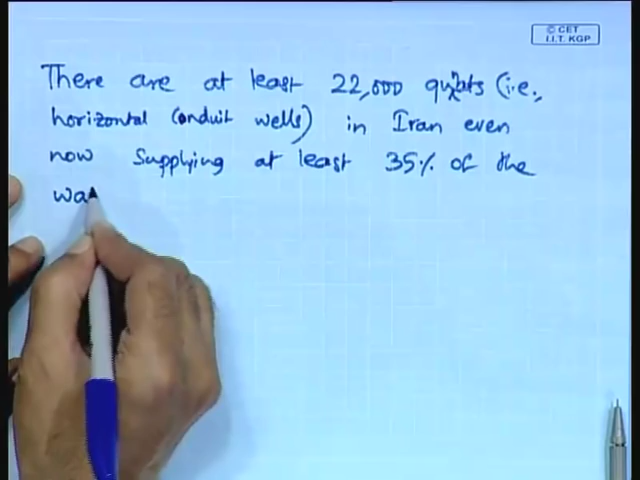 © CET
I.I.T. KGP
There are at least 22,000 (i.e.,
horizontal conduit wells) in Iran even
now supplying at least 35% of the
wa